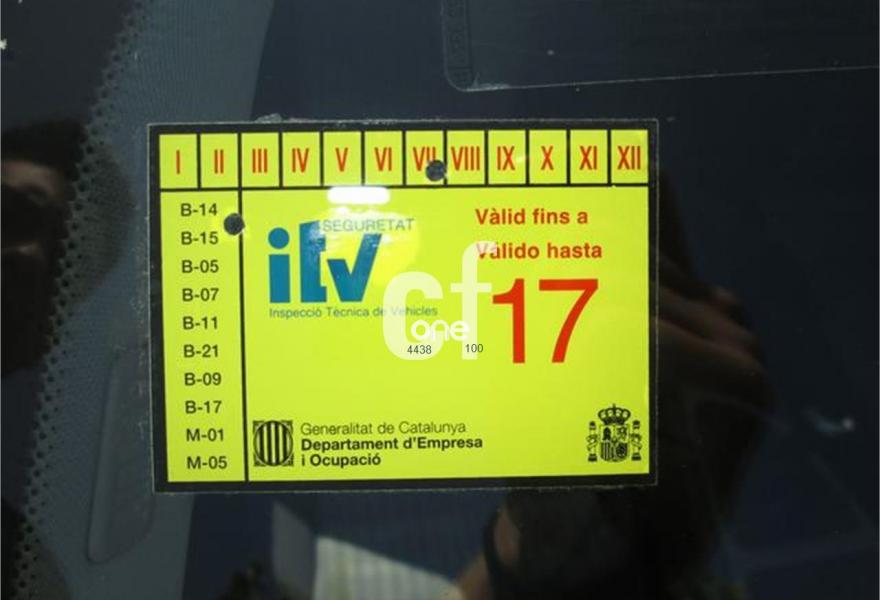 I II III IV V VI VII VIII IX X XI XII
B-14
B-15
B-05
B-07
B-11
B-21
B-09
B-17
M-01
M-05
SEGURETAT
itv
Inspecció Tècnica de Vehicles
Vàlid fins a
Válido hasta
17
cf
one
4438 100
Generalitat de Catalunya
Departament d'Empresa
i Ocupació